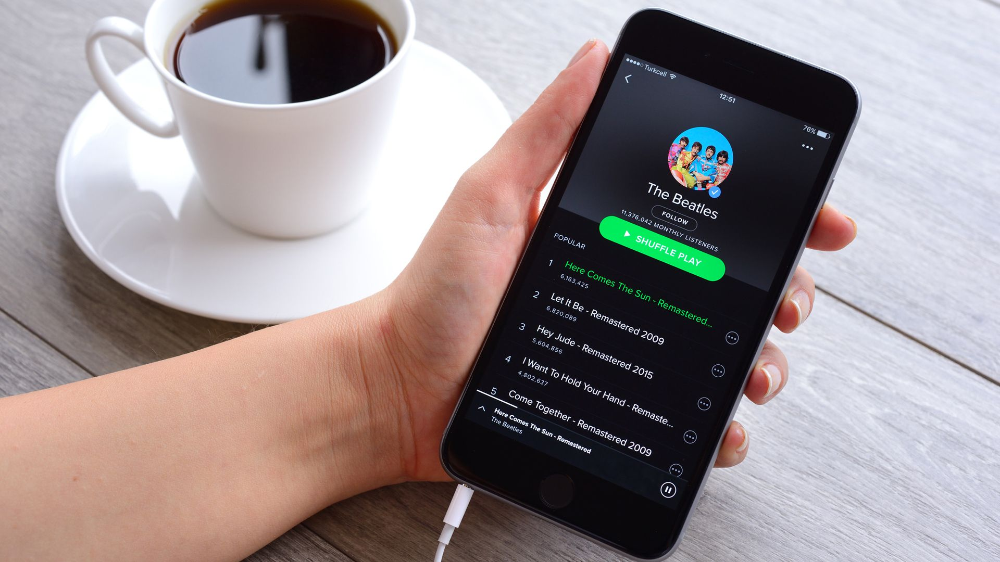 Turkcell
12:51
76%
The Beatles
FOLLOW
11,376,042 MONTHLY LISTENERS
SHUFFLE PLAY
POPULAR
1 Here Comes The Sun - Remastered...
6,163,425
2 Let It Be - Remastered 2009
6,820,089
3 Hey Jude - Remastered 2015
5,604,856
4 I Want To Hold Your Hand - Remaste...
4,802,637
5 Come Together - Remastered 2009
Here Comes The Sun - Remastered
The Beatles